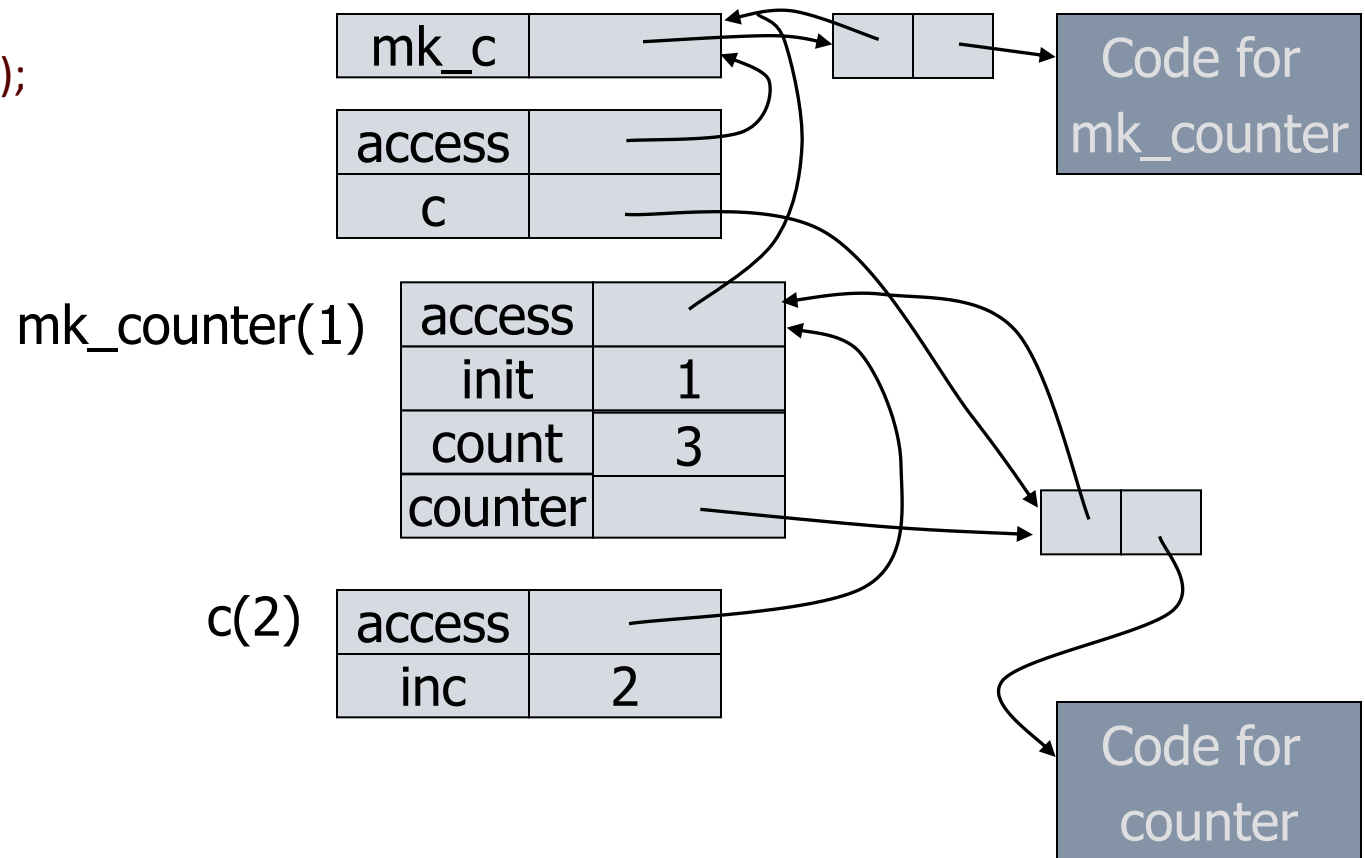 );
mk_c
access
c
mk_counter(1)
access
init 1
count 3
counter
c(2)
access
inc 2
Code for
mk_counter
Code for
counter